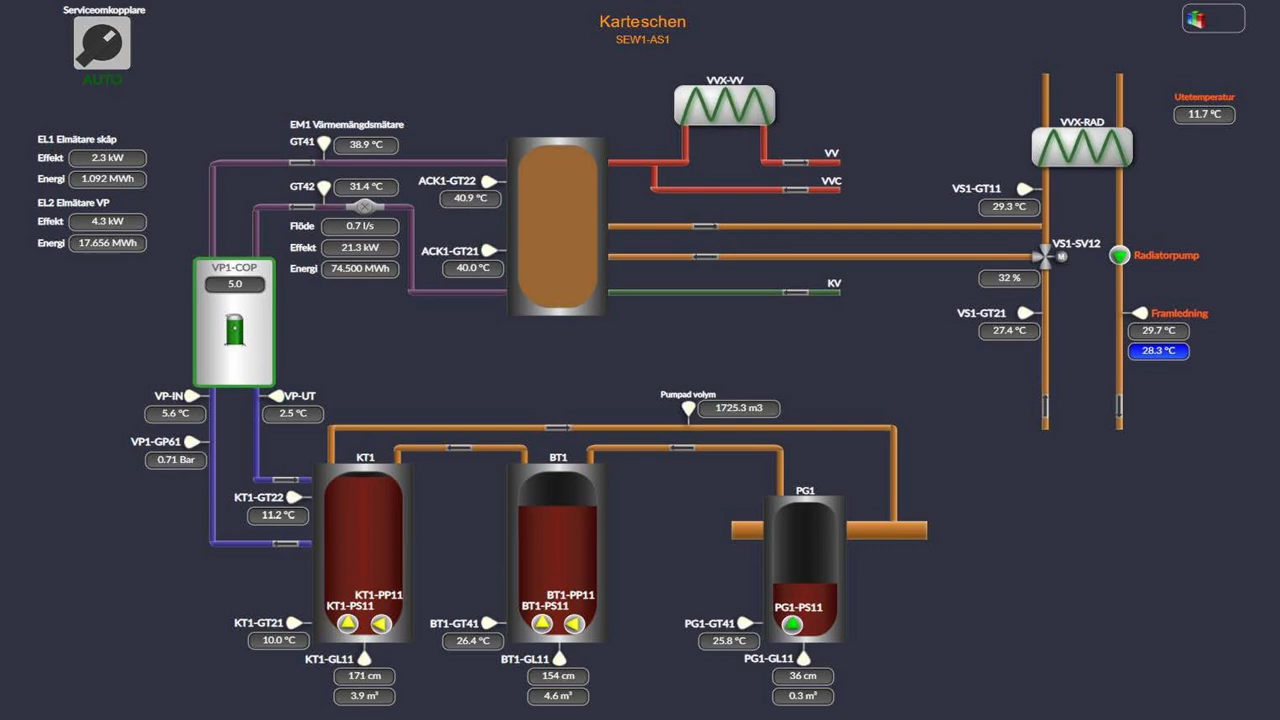 Serviceomkopplare
AUTO
Karteschen
SEW1-AS1
Utetemperatur
11.7 °C
EL1 Elmätare skåp
Effekt 2.3 kW
Energi 1.092 MWh
EL2 Elmätare VP
Effekt 4.3 kW
Energi 17.656 MWh
EM1 Värmemängdsmätare
GT41 38.9 °C
GT42 31.4 °C
Flöde 0.7 l/s
Effekt 21.3 kW
Energi 74.500 MWh
ACK1-GT22
40.9 °C
ACK1-GT21
40.0 °C
VVX-VV
VV
VVC
KV
VVX-RAD
VS1-GT11
29.3 °C
VS1-SV12
M
32 %
Radiatorpump
VS1-GT21
27.4 °C
Framledning
29.7 °C
28.3 °C
VP1-COP
5.0
VP-IN
5.6 °C
VP-UT
2.5 °C
VP1-GP61
0.71 Bar
Pumpad volym
1725.3 m3
KT1
KT1-GT22
11.2 °C
KT1-PP11
KT1-PS11
KT1-GT21
10.0 °C
KT1-GL11
171 cm
3.9 m³
BT1
BT1-PP11
BT1-PS11
BT1-GT41
26.4 °C
BT1-GL11
154 cm
4.6 m³
PG1
PG1-PS11
PG1-GT41
25.8 °C
PG1-GL11
36 cm
0.3 m³